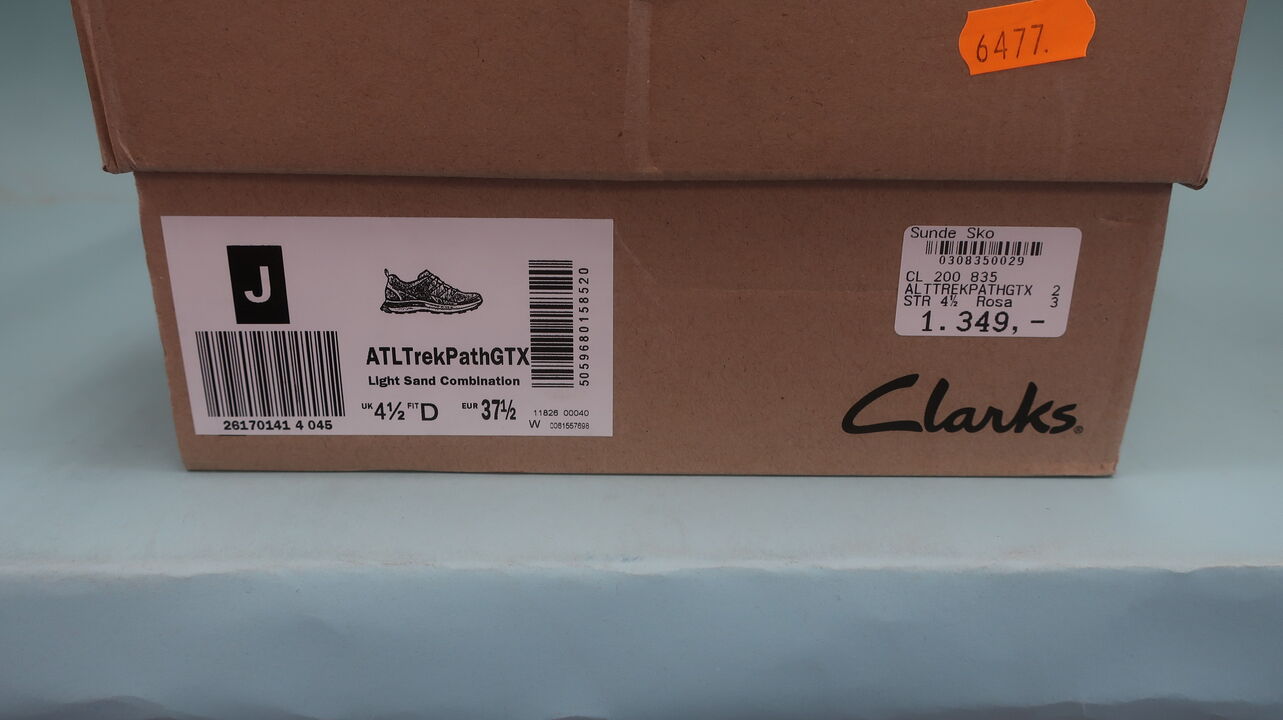 6477.
J
26170141 4 045
ATLTrekPathGTX
Light Sand Combination
UK 4½ FIT D EUR 37½
5059680158520
11826 00040
W 0081557698
Sunde Sko
0308350029
CL 200 835
ALTTREKPATHGTX 2
STR 4½ Rosa 3
1.349,-
Clarks®